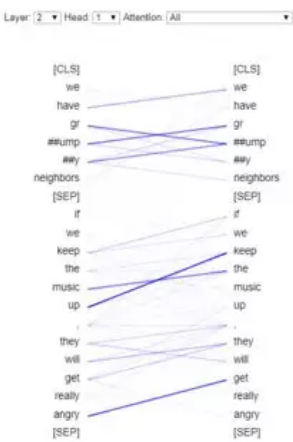 Layer: 2 Head: 1 Attention: All
[CLS] [CLS]
we we
have have
gr gr
##ump ##ump
##y ##y
neighbors neighbors
[SEP] [SEP]
if if
we we
keep keep
the the
music music
up up
, ,
they they
will will
get get
really really
angry angry
[SEP] [SEP]